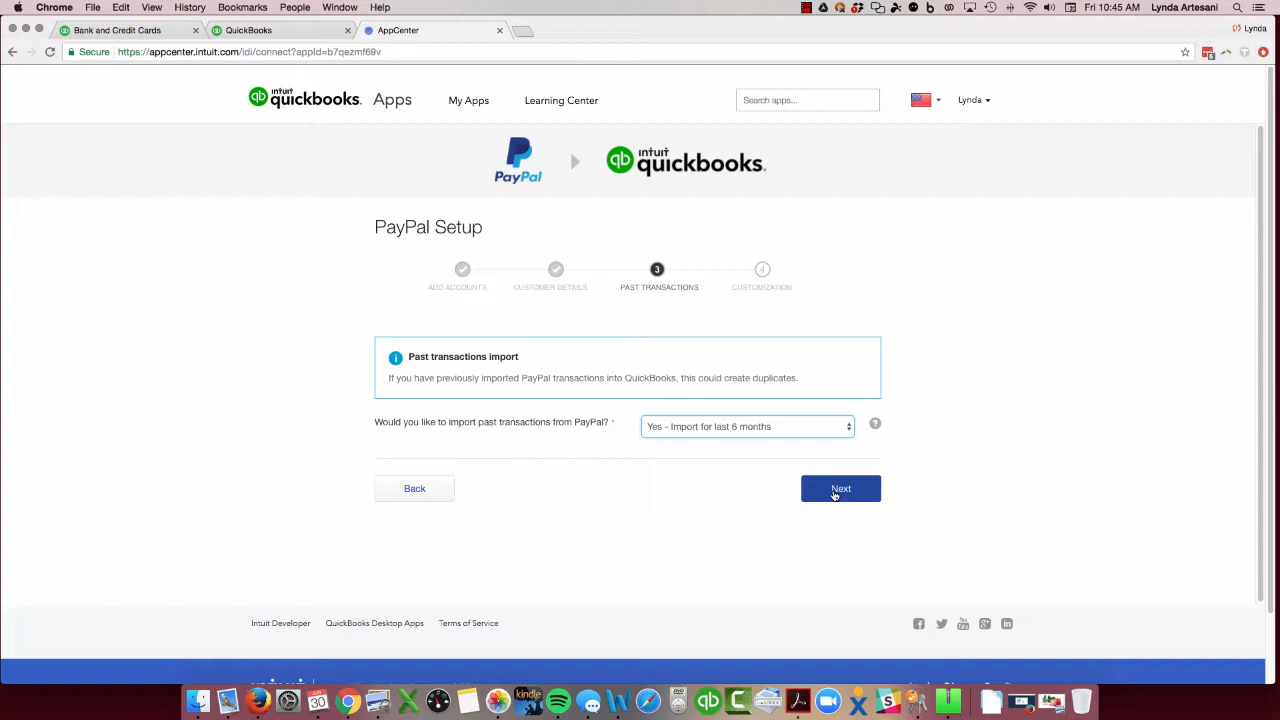 Chrome File Edit View History Bookmarks People Window Help
Fri 10:45 AM Lynda Artesani
Bank and Credit Cards QuickBooks AppCenter
Lynda
Secure https://appcenter.intuit.com/idi/connect?appId=b7qezmf69v
intuit quickbooks. Apps My Apps Learning Center Search apps... Lynda
PayPal intuit quickbooks.
PayPal Setup
3 4
ADD ACCOUNTS CUSTOMER DETAILS PAST TRANSACTIONS CUSTOMIZATION
i Past transactions import
If you have previously imported PayPal transactions into QuickBooks, this could create duplicates.
Would you like to import past transactions from PayPal? * Yes - Import for last 6 months ?
Back Next
Intuit Developer QuickBooks Desktop Apps Terms of Service